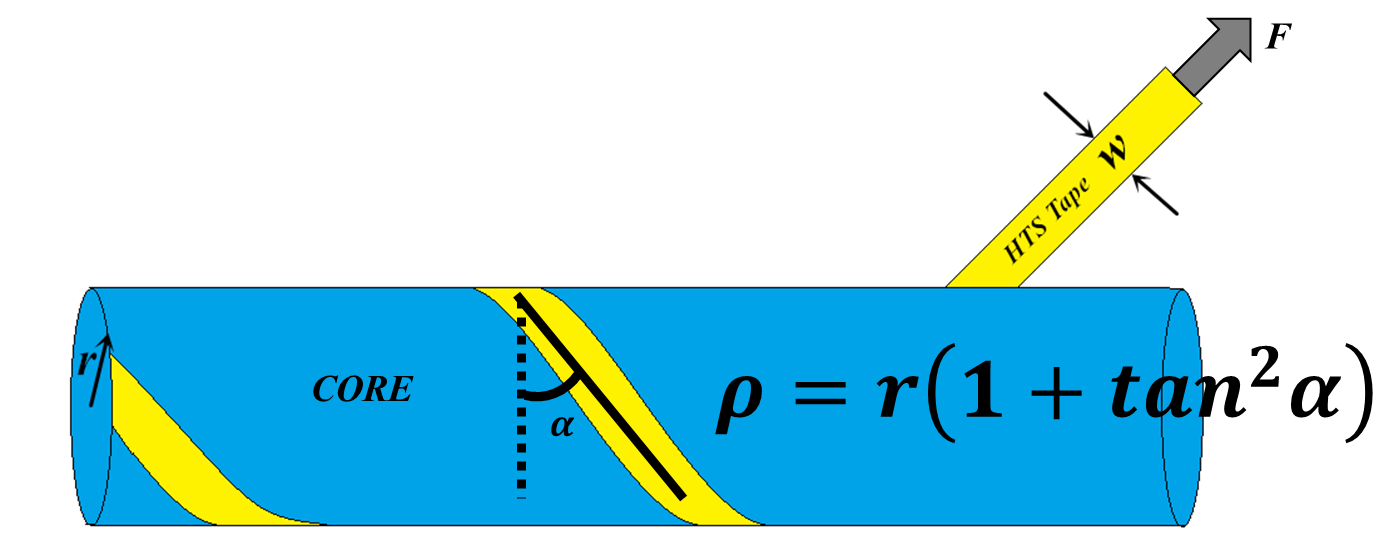 F
HTS Tape w
r
CORE
α
ρ = r(1 + tan²α)